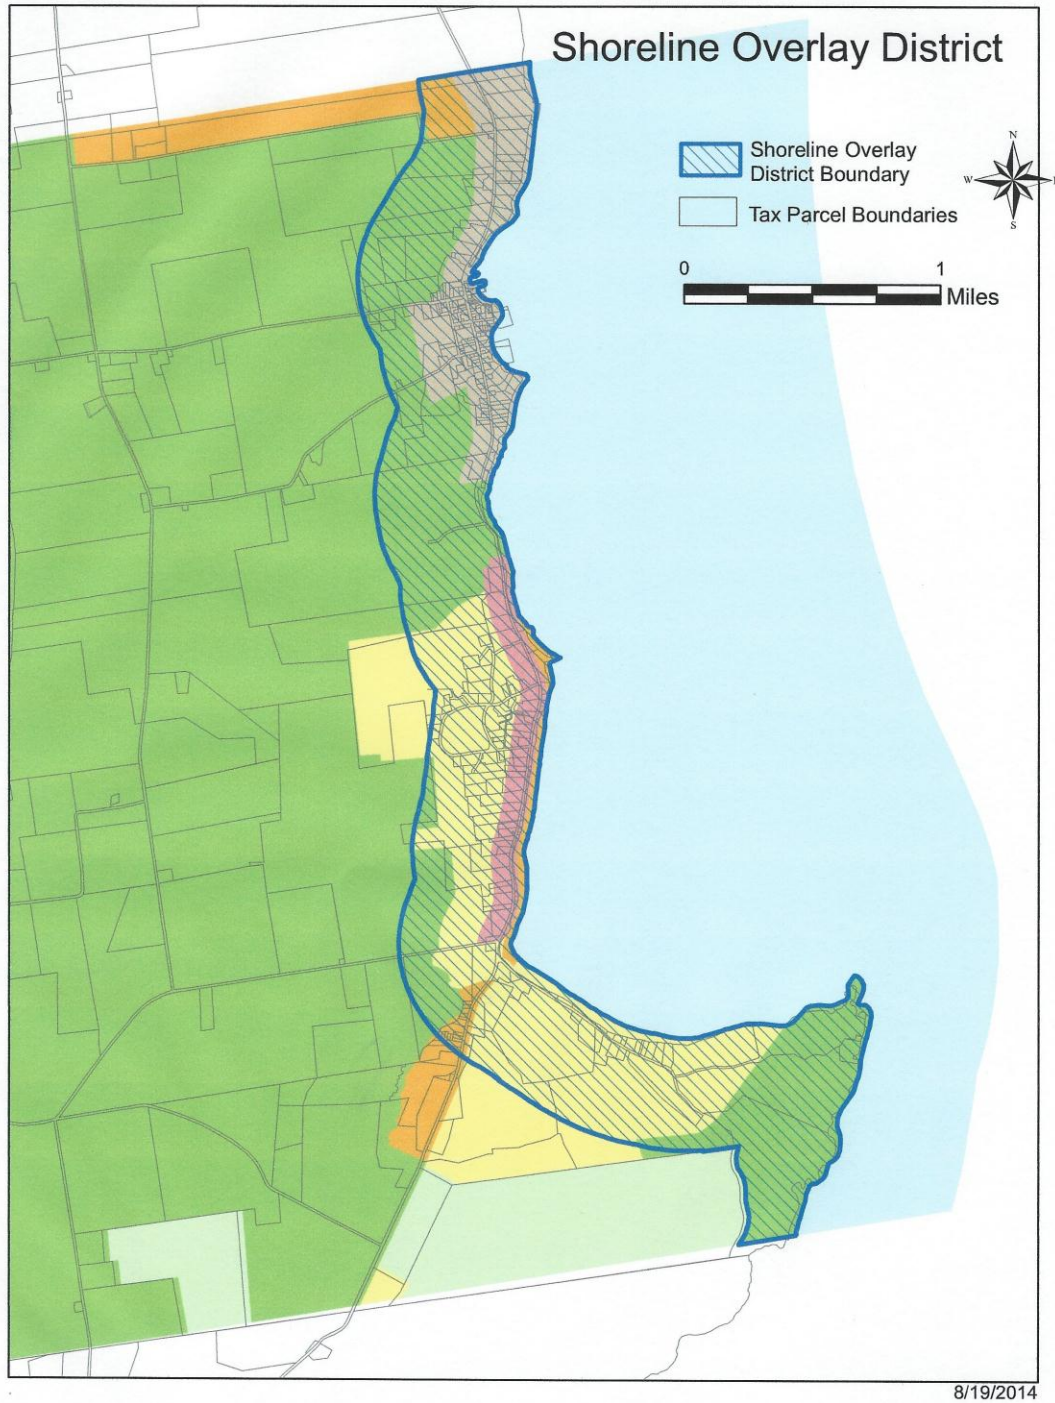 Shoreline Overlay District
Shoreline Overlay
District Boundary
Tax Parcel Boundaries
N
W
E
S
0 1
Miles
8/19/2014